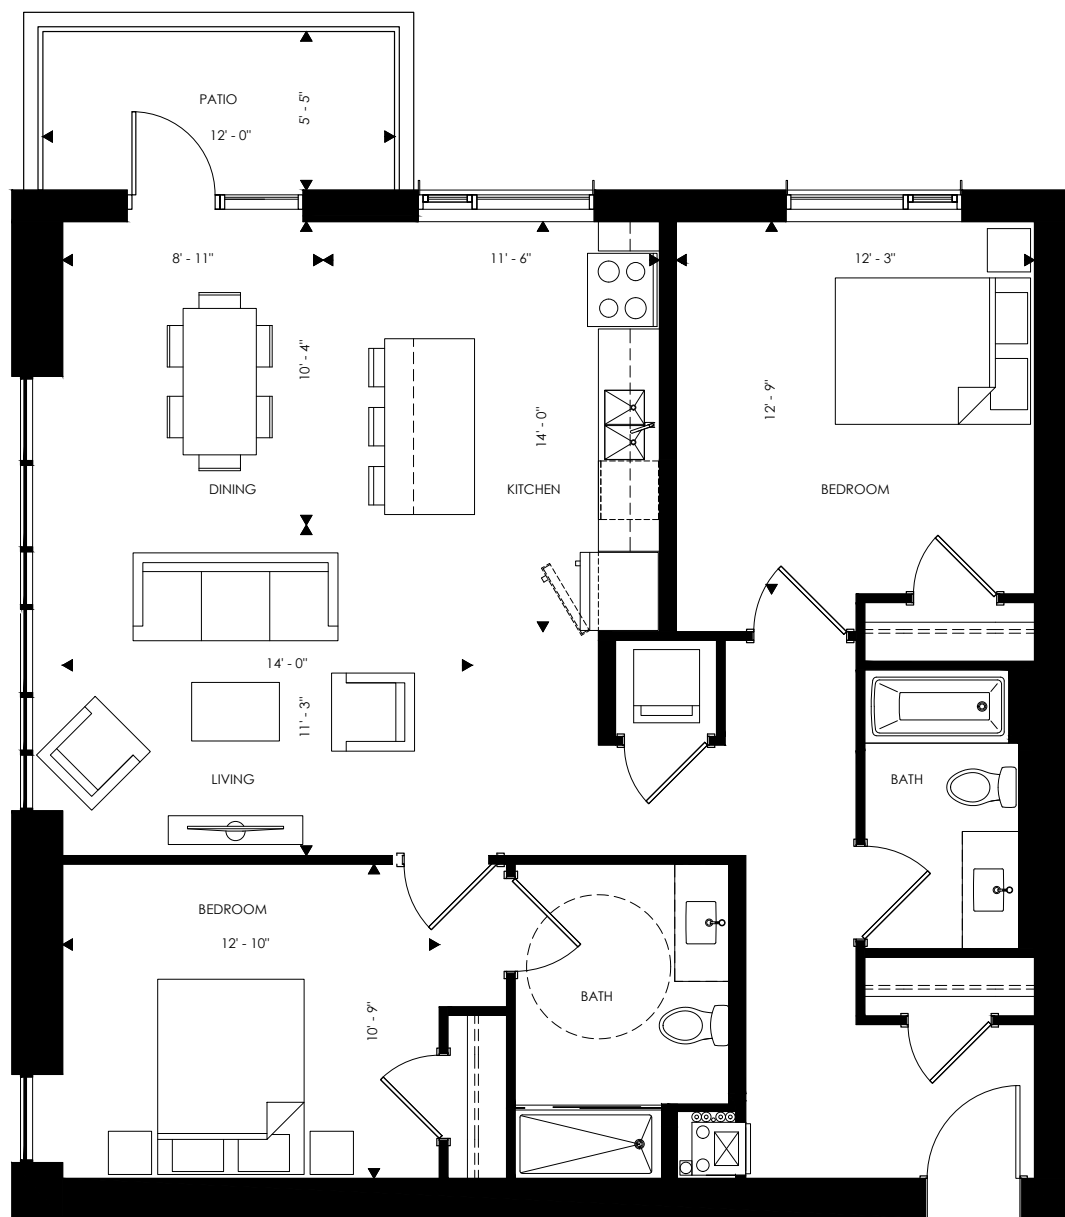 PATIO
12' - 0"
5' - 5"
8' - 11"
11' - 6"
12' - 3"
10' - 4"
14' - 0"
12' - 9"
DINING
KITCHEN
BEDROOM
14' - 0"
11' - 3"
LIVING
BATH
BEDROOM
12' - 10"
10' - 9"
BATH